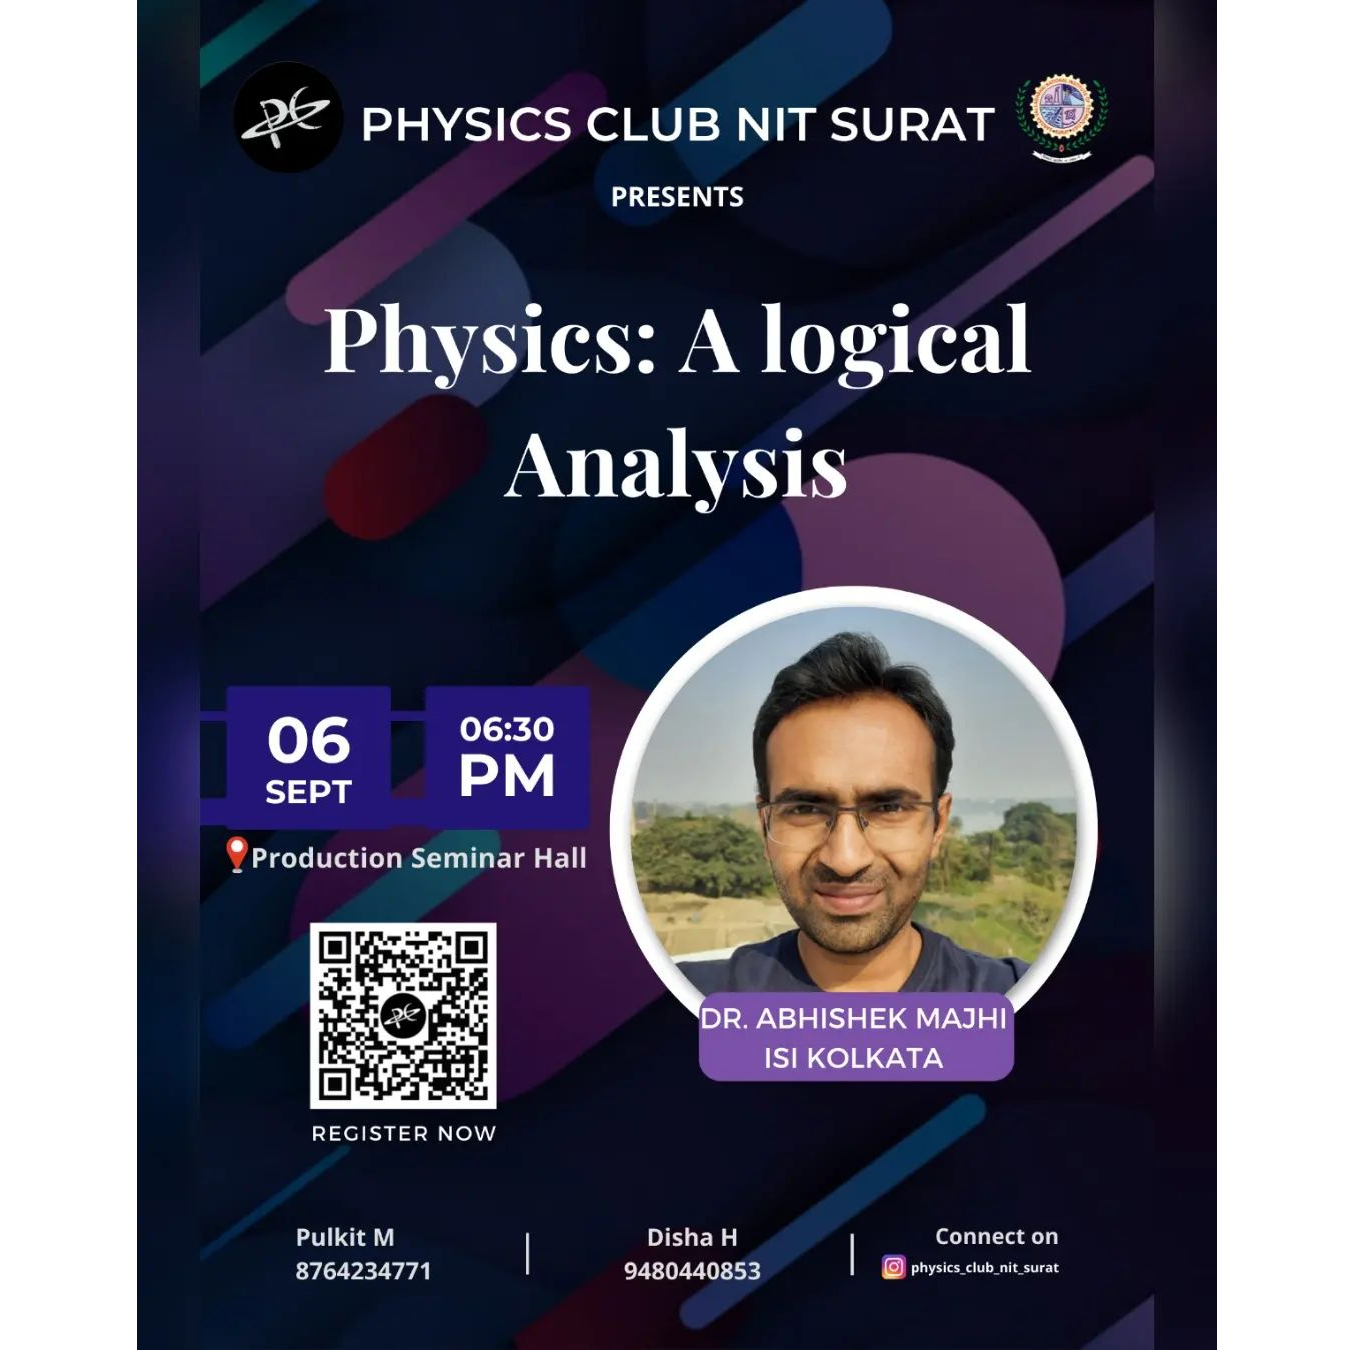 PHYSICS CLUB NIT SURAT
PRESENTS
Physics: A logical
Analysis
06
SEPT
06:30
PM
Production Seminar Hall
DR. ABHISHEK MAJHI
ISI KOLKATA
REGISTER NOW
Pulkit M
8764234771
Disha H
9480440853
Connect on
physics_club_nit_surat